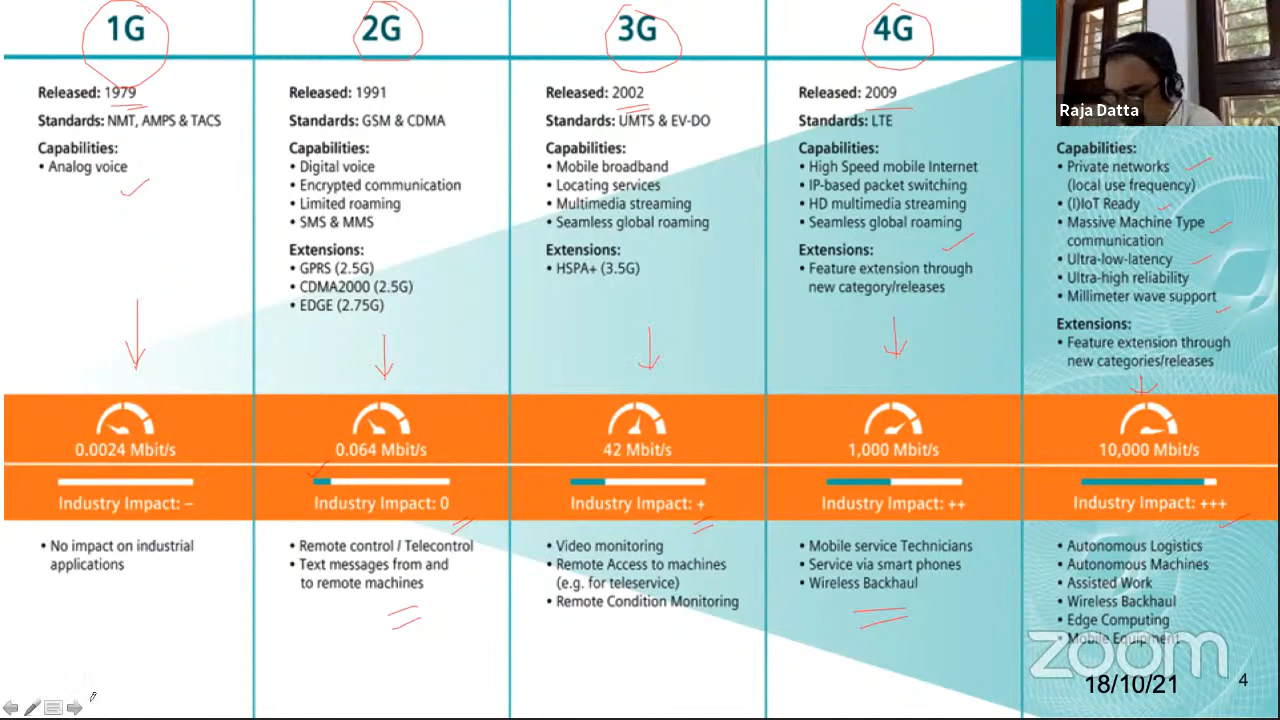 1G
Released: 1979
Standards: NMT, AMPS & TACS
Capabilities:
• Analog voice
0.0024 Mbit/s
Industry Impact: –
• No impact on industrial
applications
2G
Released: 1991
Standards: GSM & CDMA
Capabilities:
• Digital voice
• Encrypted communication
• Limited roaming
• SMS & MMS
Extensions:
• GPRS (2.5G)
• CDMA2000 (2.5G)
• EDGE (2.75G)
0.064 Mbit/s
Industry Impact: 0
• Remote control / Telecontrol
• Text messages from and
to remote machines
3G
Released: 2002
Standards: UMTS & EV-DO
Capabilities:
• Mobile broadband
• Locating services
• Multimedia streaming
• Seamless global roaming
Extensions:
• HSPA+ (3.5G)
42 Mbit/s
Industry Impact: +
• Video monitoring
• Remote Access to machines
(e.g. for teleservice)
• Remote Condition Monitoring
4G
Released: 2009
Standards: LTE
Capabilities:
• High Speed mobile Internet
• IP-based packet switching
• HD multimedia streaming
• Seamless global roaming
Extensions:
• Feature extension through
new category/releases
1,000 Mbit/s
Industry Impact: ++
• Mobile service Technicians
• Service via smart phones
• Wireless Backhaul
Raja Datta
Capabilities:
• Private networks
(local use frequency)
• (I)IoT Ready
• Massive Machine Type
communication
• Ultra-low-latency
• Ultra-high reliability
• Millimeter wave support
Extensions:
• Feature extension through
new categories/releases
10,000 Mbit/s
Industry Impact: +++
• Autonomous Logistics
• Autonomous Machines
• Assisted Work
• Wireless Backhaul
• Edge Computing
• Mobile Equipment
zoom
18/10/21
4